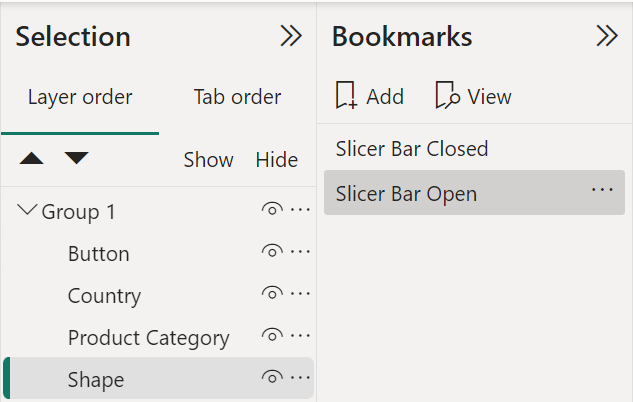 Selection
Layer order Tab order
Show Hide
Group 1
Button
Country
Product Category
Shape
Bookmarks
Add View
Slicer Bar Closed
Slicer Bar Open